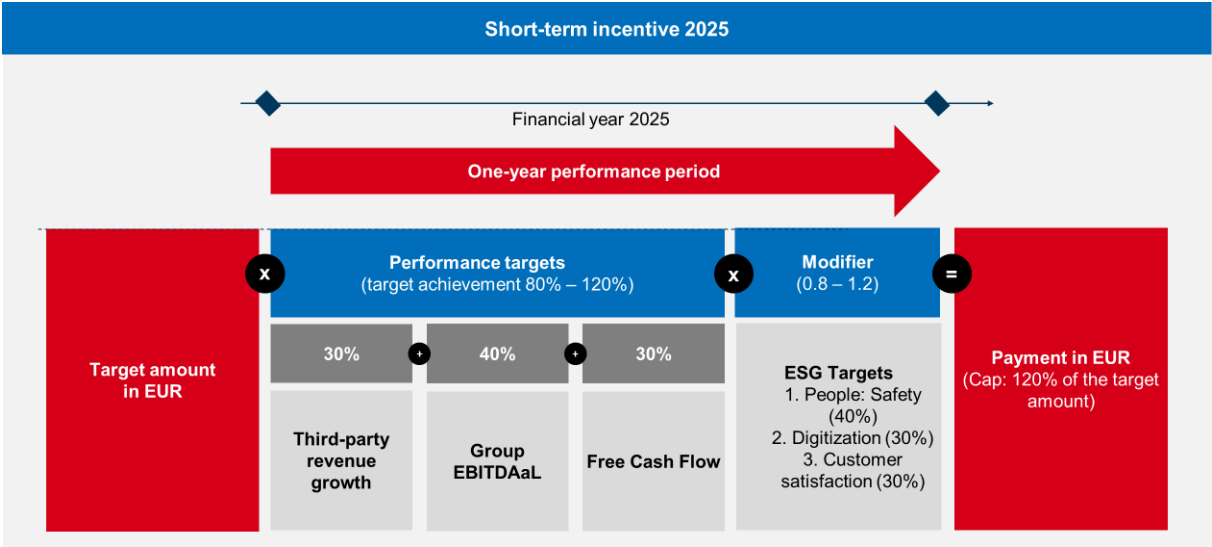 Short-term incentive 2025
Financial year 2025
One-year performance period
Target amount
in EUR
x
Performance targets
(target achievement 80% – 120%)
x
Modifier
(0.8 – 1.2)
=
Payment in EUR
(Cap: 120% of the target
amount)
30%
+
40%
+
30%
Third-party
revenue
growth
Group
EBITDAaL
Free Cash Flow
ESG Targets
1. People: Safety
(40%)
2. Digitization (30%)
3. Customer
satisfaction (30%)